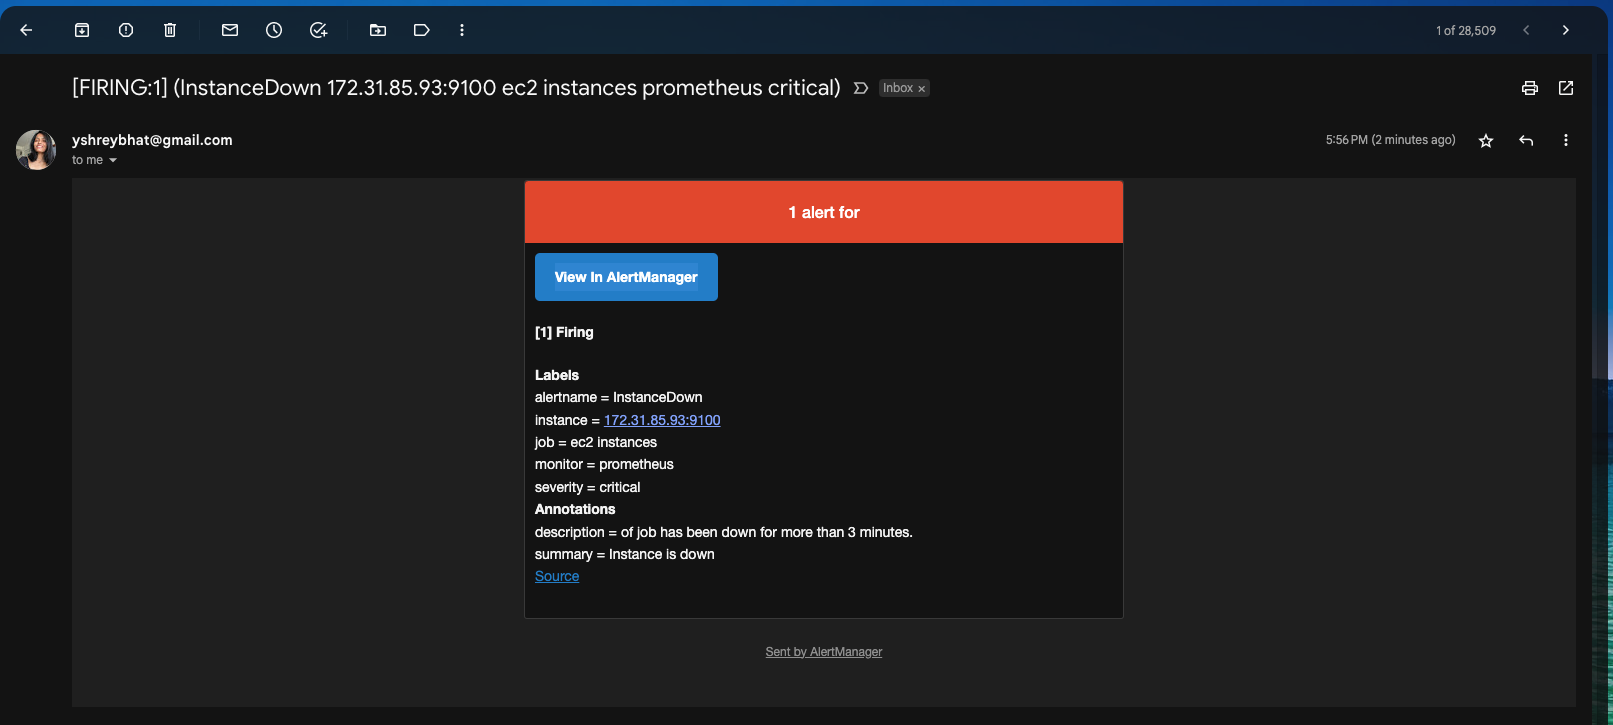 1 of 28,509
[FIRING:1] (InstanceDown 172.31.85.93:9100 ec2 instances prometheus critical)
Inbox ×
yshreybhat@gmail.com
5:56 PM (2 minutes ago)
to me
1 alert for
View In AlertManager
[1] Firing
Labels
alertname = InstanceDown
instance = 172.31.85.93:9100
job = ec2 instances
monitor = prometheus
severity = critical
Annotations
description = of job has been down for more than 3 minutes.
summary = Instance is down
Source
Sent by AlertManager